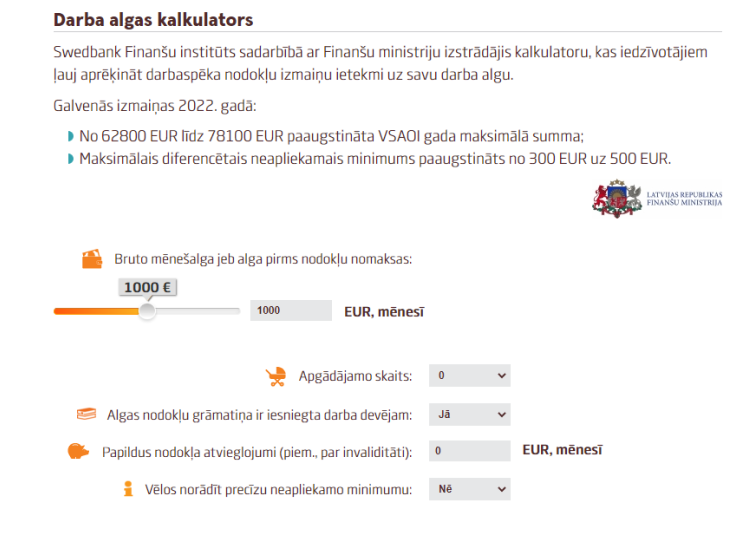 Darba algas kalkulators
Swedbank Finanšu institūts sadarbībā ar Finanšu ministriju izstrādājis kalkulatoru, kas iedzīvotājiem
ļauj aprēķināt darbaspēka nodokļu izmaiņu ietekmi uz savu darba algu.
Galvenās izmaiņas 2022. gadā:
No 62800 EUR līdz 78100 EUR paaugstināta VSAOI gada maksimālā summa;
Maksimālais diferencētais neapliekamais minimums paaugstināts no 300 EUR uz 500 EUR.
LATVIJAS REPUBLIKAS
FINANŠU MINISTRIJA
Bruto mēnešalga jeb alga pirms nodokļu nomaksas:
1000 €
1000 EUR, mēnesī
Apgādājamo skaits: 0
Algas nodokļu grāmatiņa ir iesniegta darba devējam: Jā
Papildus nodokļa atvieglojumi (piem., par invaliditāti): 0 EUR, mēnesī
Vēlos norādīt precīzu neapliekamo minimumu: Nē